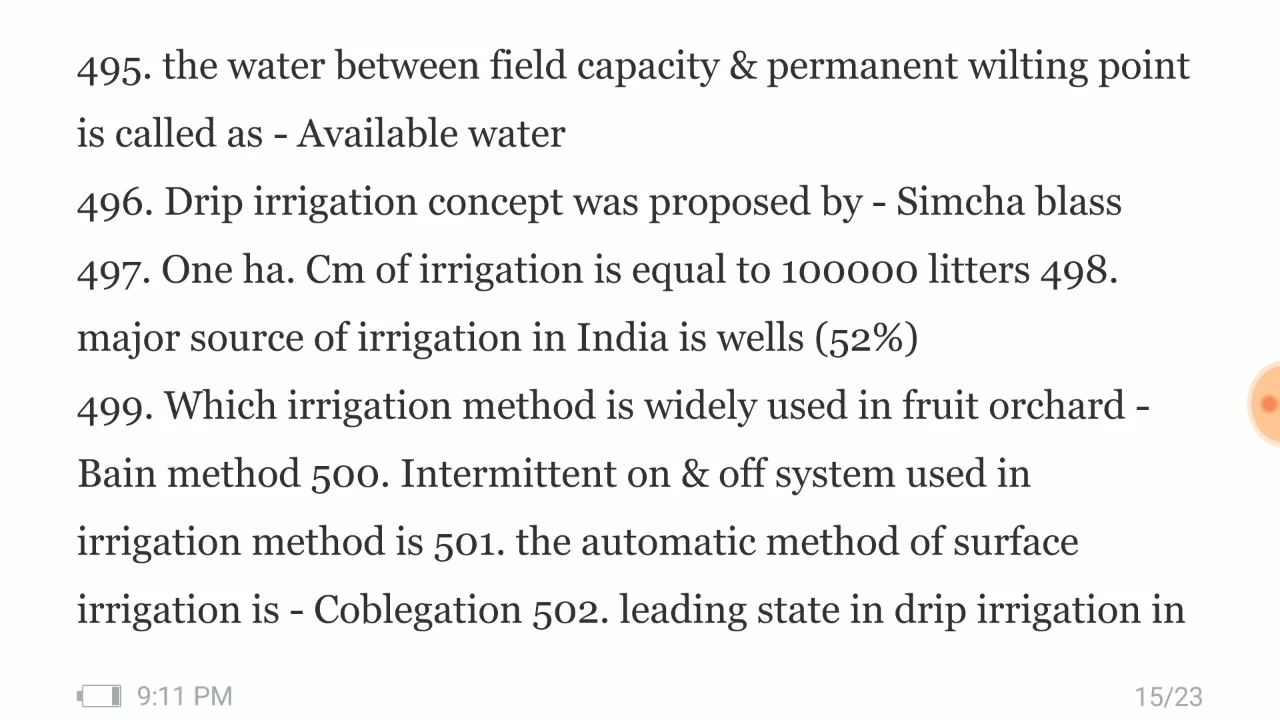 495. the water between field capacity & permanent wilting point
is called as - Available water
496. Drip irrigation concept was proposed by - Simcha blass
497. One ha. Cm of irrigation is equal to 100000 litters 498.
major source of irrigation in India is wells (52%)
499. Which irrigation method is widely used in fruit orchard -
Bain method 500. Intermittent on & off system used in
irrigation method is 501. the automatic method of surface
irrigation is - Coblegation 502. leading state in drip irrigation in
9:11 PM
15/23